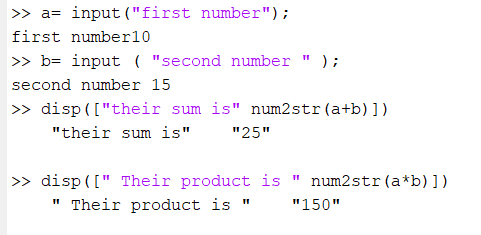 >> a= input("first number");
first number10
>> b= input ( "second number " );
second number 15
>> disp(["their sum is" num2str(a+b)])
"their sum is"    "25"
>> disp([" Their product is " num2str(a*b)])
" Their product is "    "150"